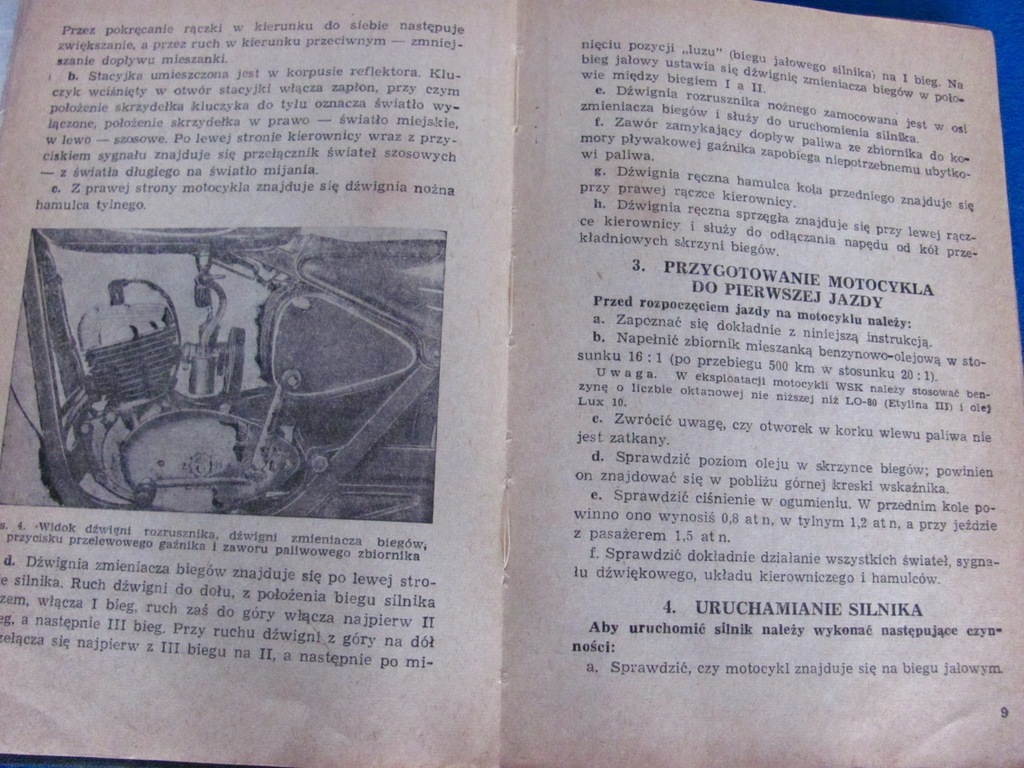 Przez pokręcanie rączki w kierunku do siebie następuje
zwiększanie, a przez ruch w kierunku przeciwnym — zmniej-
szanie dopływu mieszanki.
b. Stacyjka umieszczona jest w korpusie reflektora. Klu-
czyk wciśnięty w otwór stacyjki włącza zapłon, przy czym
położenie skrzydełka kluczyka do tyłu oznacza światło wy-
łączone, położenie skrzydełka w prawo — światło miejskie,
w lewo — szosowe. Po lewej stronie kierownicy wraz z przy-
ciskiem sygnału znajduje się przełącznik świateł szosowych
— z światła długiego na światło mijania.
c. Z prawej strony motocykla znajduje się dźwignia nożna
hamulca tylnego.
s. 4. Widok dźwigni rozrusznika, dźwigni zmieniacza biegów,
przycisku przelewowego gaźnika i zaworu paliwowego zbiornika
d. Dźwignia zmieniacza biegów znajduje się po lewej stro-
e silnika. Ruch dźwigni do dołu, z położenia biegu silnika
zem, włącza I bieg, ruch zaś do góry włącza najpierw II
eg, a następnie III bieg. Przy ruchu dźwigni z góry na dół
zełącza się najpierw z III biegu na II, a następnie po mi-
nięciu pozycji „luzu" (biegu jałowego silnika) na I bieg. Na
bieg jałowy ustawia się dźwignię zmieniacza biegów w poło-
wie między biegiem I a II.
e. Dźwignia rozrusznika nożnego zamocowana jest w osi
zmieniacza biegów i służy do uruchomienia silnika.
f. Zawór zamykający dopływ paliwa ze zbiornika do ko-
mory pływakowej gaźnika zapobiega niepotrzebnemu ubytko-
wi paliwa.
g. Dźwignia ręczna hamulca koła przedniego znajduje się
przy prawej rączce kierownicy.
h. Dźwignia ręczna sprzęgła znajduje się przy lewej rącz-
ce kierownicy i służy do odłączania napędu od kół prze-
kładniowych skrzyni biegów.
3. PRZYGOTOWANIE MOTOCYKLA
DO PIERWSZEJ JAZDY
Przed rozpoczęciem jazdy na motocyklu należy:
a. Zapoznać się dokładnie z niniejszą instrukcją.
b. Napełnić zbiornik mieszanką benzynowo-olejową w sto-
sunku 16 : 1 (po przebiegu 500 km w stosunku 20 : 1).
Uwaga. W eksploatacji motocykli WSK należy stosować ben-
zynę o liczbie oktanowej nie niższej niż LO-80 (Etylina III) i olej
Lux 10.
c. Zwrócić uwagę, czy otworek w korku wlewu paliwa nie
jest zatkany.
d. Sprawdzić poziom oleju w skrzynce biegów; powinien
on znajdować się w pobliżu górnej kreski wskaźnika.
e. Sprawdzić ciśnienie w ogumieniu. W przednim kole po-
winno ono wynosiś 0,8 at n, w tylnym 1,2 at n, a przy jeździe
z pasażerem 1,5 at n.
f. Sprawdzić dokładnie działanie wszystkich świateł, sygna-
łu dźwiękowego, układu kierowniczego i hamulców.
4. URUCHAMIANIE SILNIKA
Aby uruchomić silnik należy wykonać następujące czyn-
ności:
a. Sprawdzić, czy motocykl znajduje się na biegu jałowym.
9